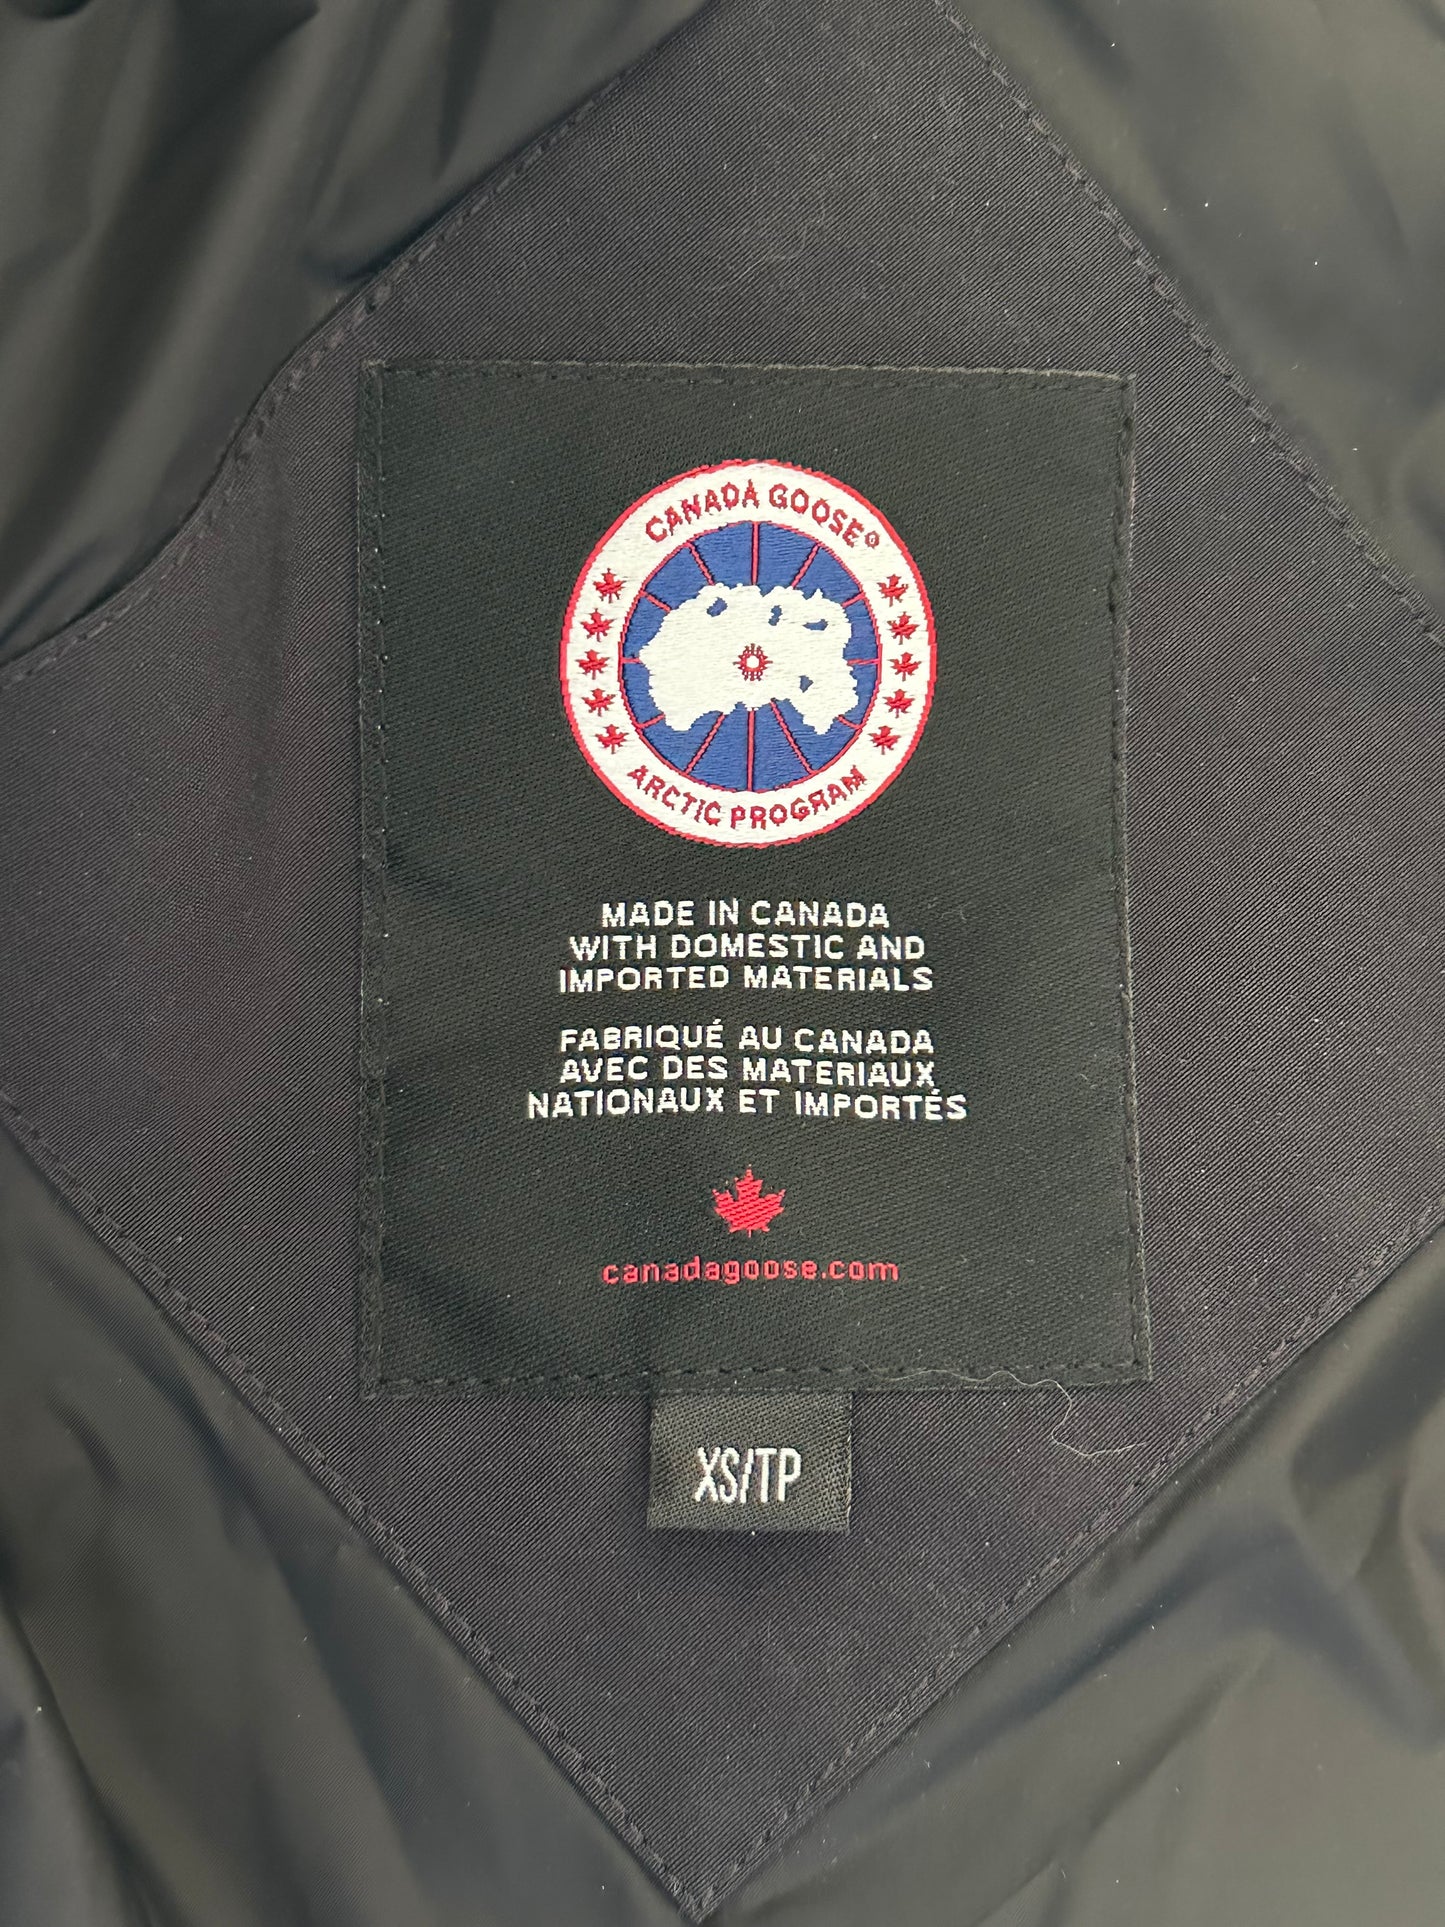 CANADA GOOSE®
ARCTIC PROGRAM
MADE IN CANADA
WITH DOMESTIC AND
IMPORTED MATERIALS
FABRIQUÉ AU CANADA
AVEC DES MATERIAUX
NATIONAUX ET IMPORTÉS
canadagoose.com
XS/TP